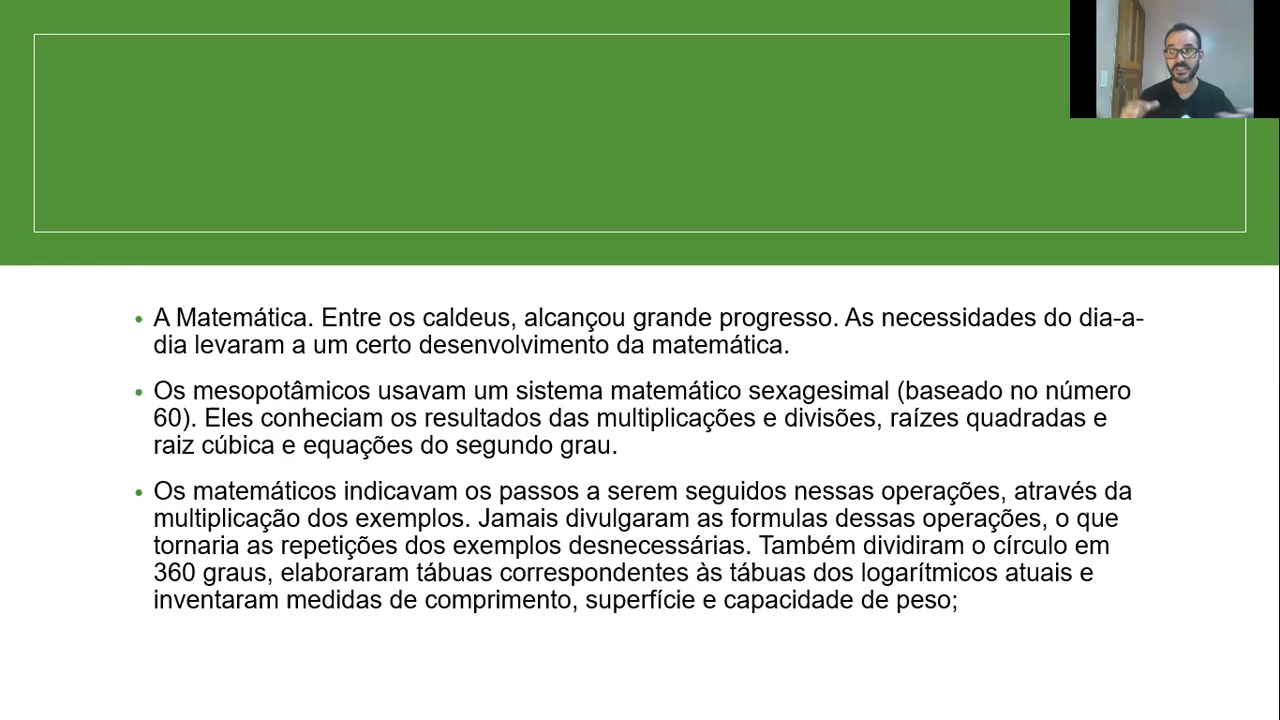 • A Matemática. Entre os caldeus, alcançou grande progresso. As necessidades do dia-a-
dia levaram a um certo desenvolvimento da matemática.
• Os mesopotâmicos usavam um sistema matemático sexagesimal (baseado no número
60). Eles conheciam os resultados das multiplicações e divisões, raízes quadradas e
raiz cúbica e equações do segundo grau.
• Os matemáticos indicavam os passos a serem seguidos nessas operações, através da
multiplicação dos exemplos. Jamais divulgaram as formulas dessas operações, o que
tornaria as repetições dos exemplos desnecessárias. Também dividiram o círculo em
360 graus, elaboraram tábuas correspondentes às tábuas dos logarítmicos atuais e
inventaram medidas de comprimento, superfície e capacidade de peso;